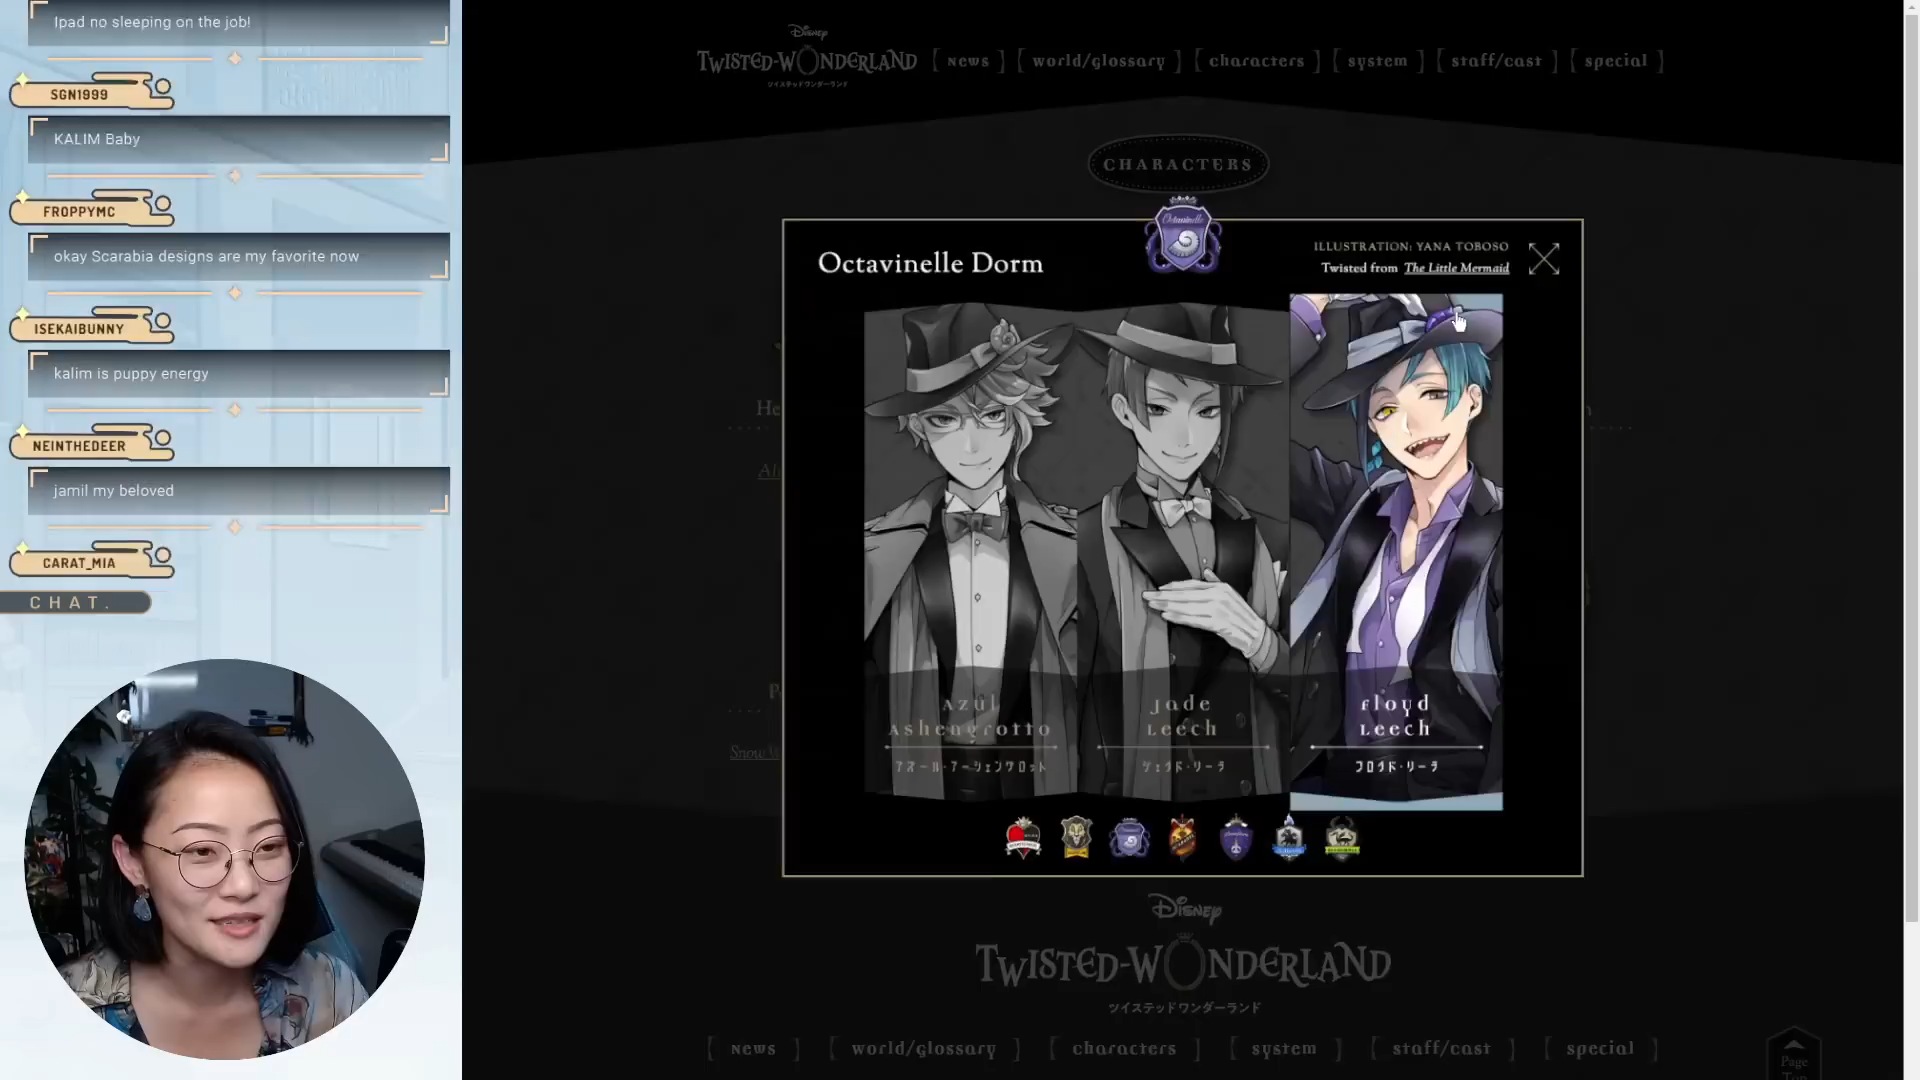 Ipad no sleeping on the job!
SGN1999
KALIM Baby
FROPPYMC
okay Scarabia designs are my favorite now
ISEKAIBUNNY
kalim is puppy energy
NEINTHEDEER
jamil my beloved
CARAT_MIA
CHAT.
Disney
TWISTED-WONDERLAND
ツイステッドワンダーランド
news
world/glossary
characters
system
staff/cast
special
CHARACTERS
Octavinelle
Octavinelle Dorm
ILLUSTRATION: YANA TOBOSO
Twisted from The Little Mermaid
He
Al
P
Snow W
Azul
Ashengrotto
アズール・アーシェングロット
Jade
Leech
ジェイド・リーチ
Floyd
Leech
フロイド・リーチ
Disney
TWISTED-WONDERLAND
ツイステッドワンダーランド
news
world/glossary
characters
system
staff/cast
special
Page
Top